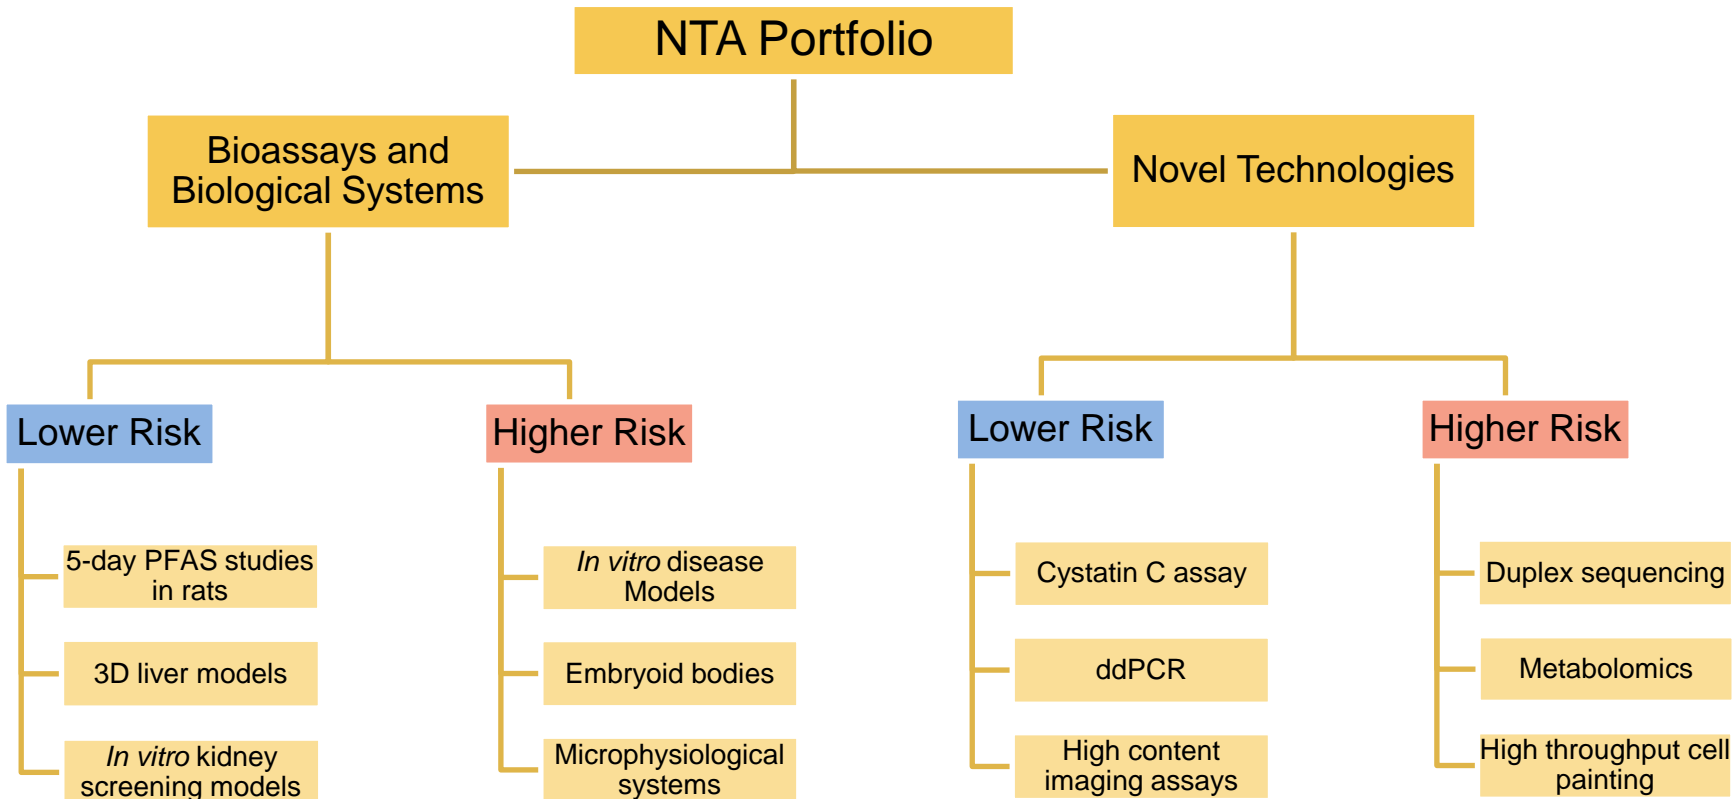 NTA Portfolio
Bioassays and
Biological Systems
Novel Technologies
Lower Risk
Higher Risk
Lower Risk
Higher Risk
5-day PFAS studies
in rats
3D liver models
In vitro kidney
screening models
In vitro disease
Models
Embryoid bodies
Microphysiological
systems
Cystatin C assay
ddPCR
High content
imaging assays
Duplex sequencing
Metabolomics
High throughput cell
painting